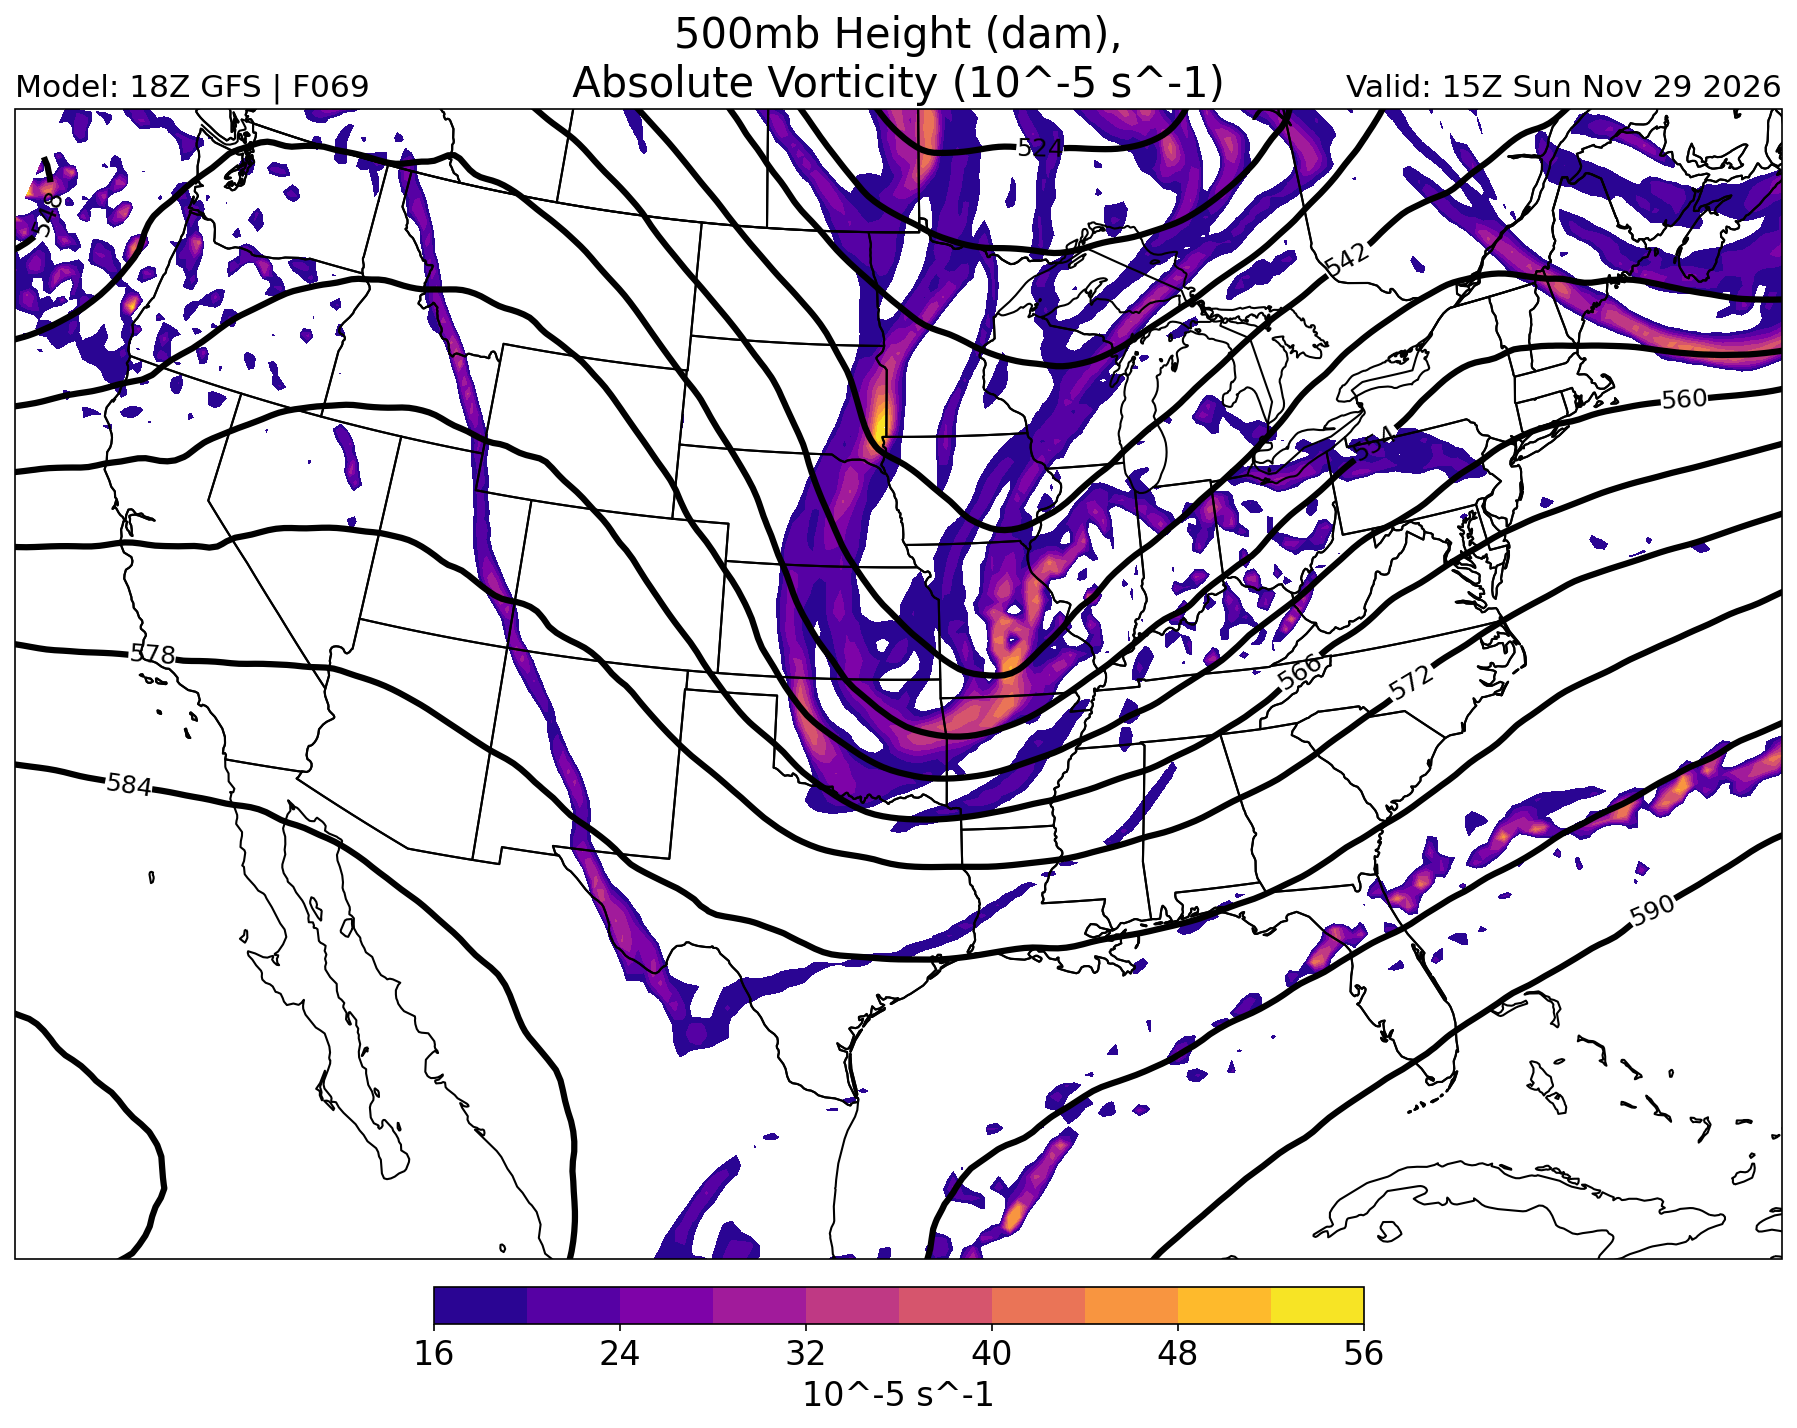 500mb Height (dam),
Absolute Vorticity (10^-5 s^-1)
Model: 18Z GFS | F069
Valid: 15Z Sun Nov 29 2026
524
548
542
560
554
578
566
572
584
590
16 24 32 40 48 56
10^-5 s^-1